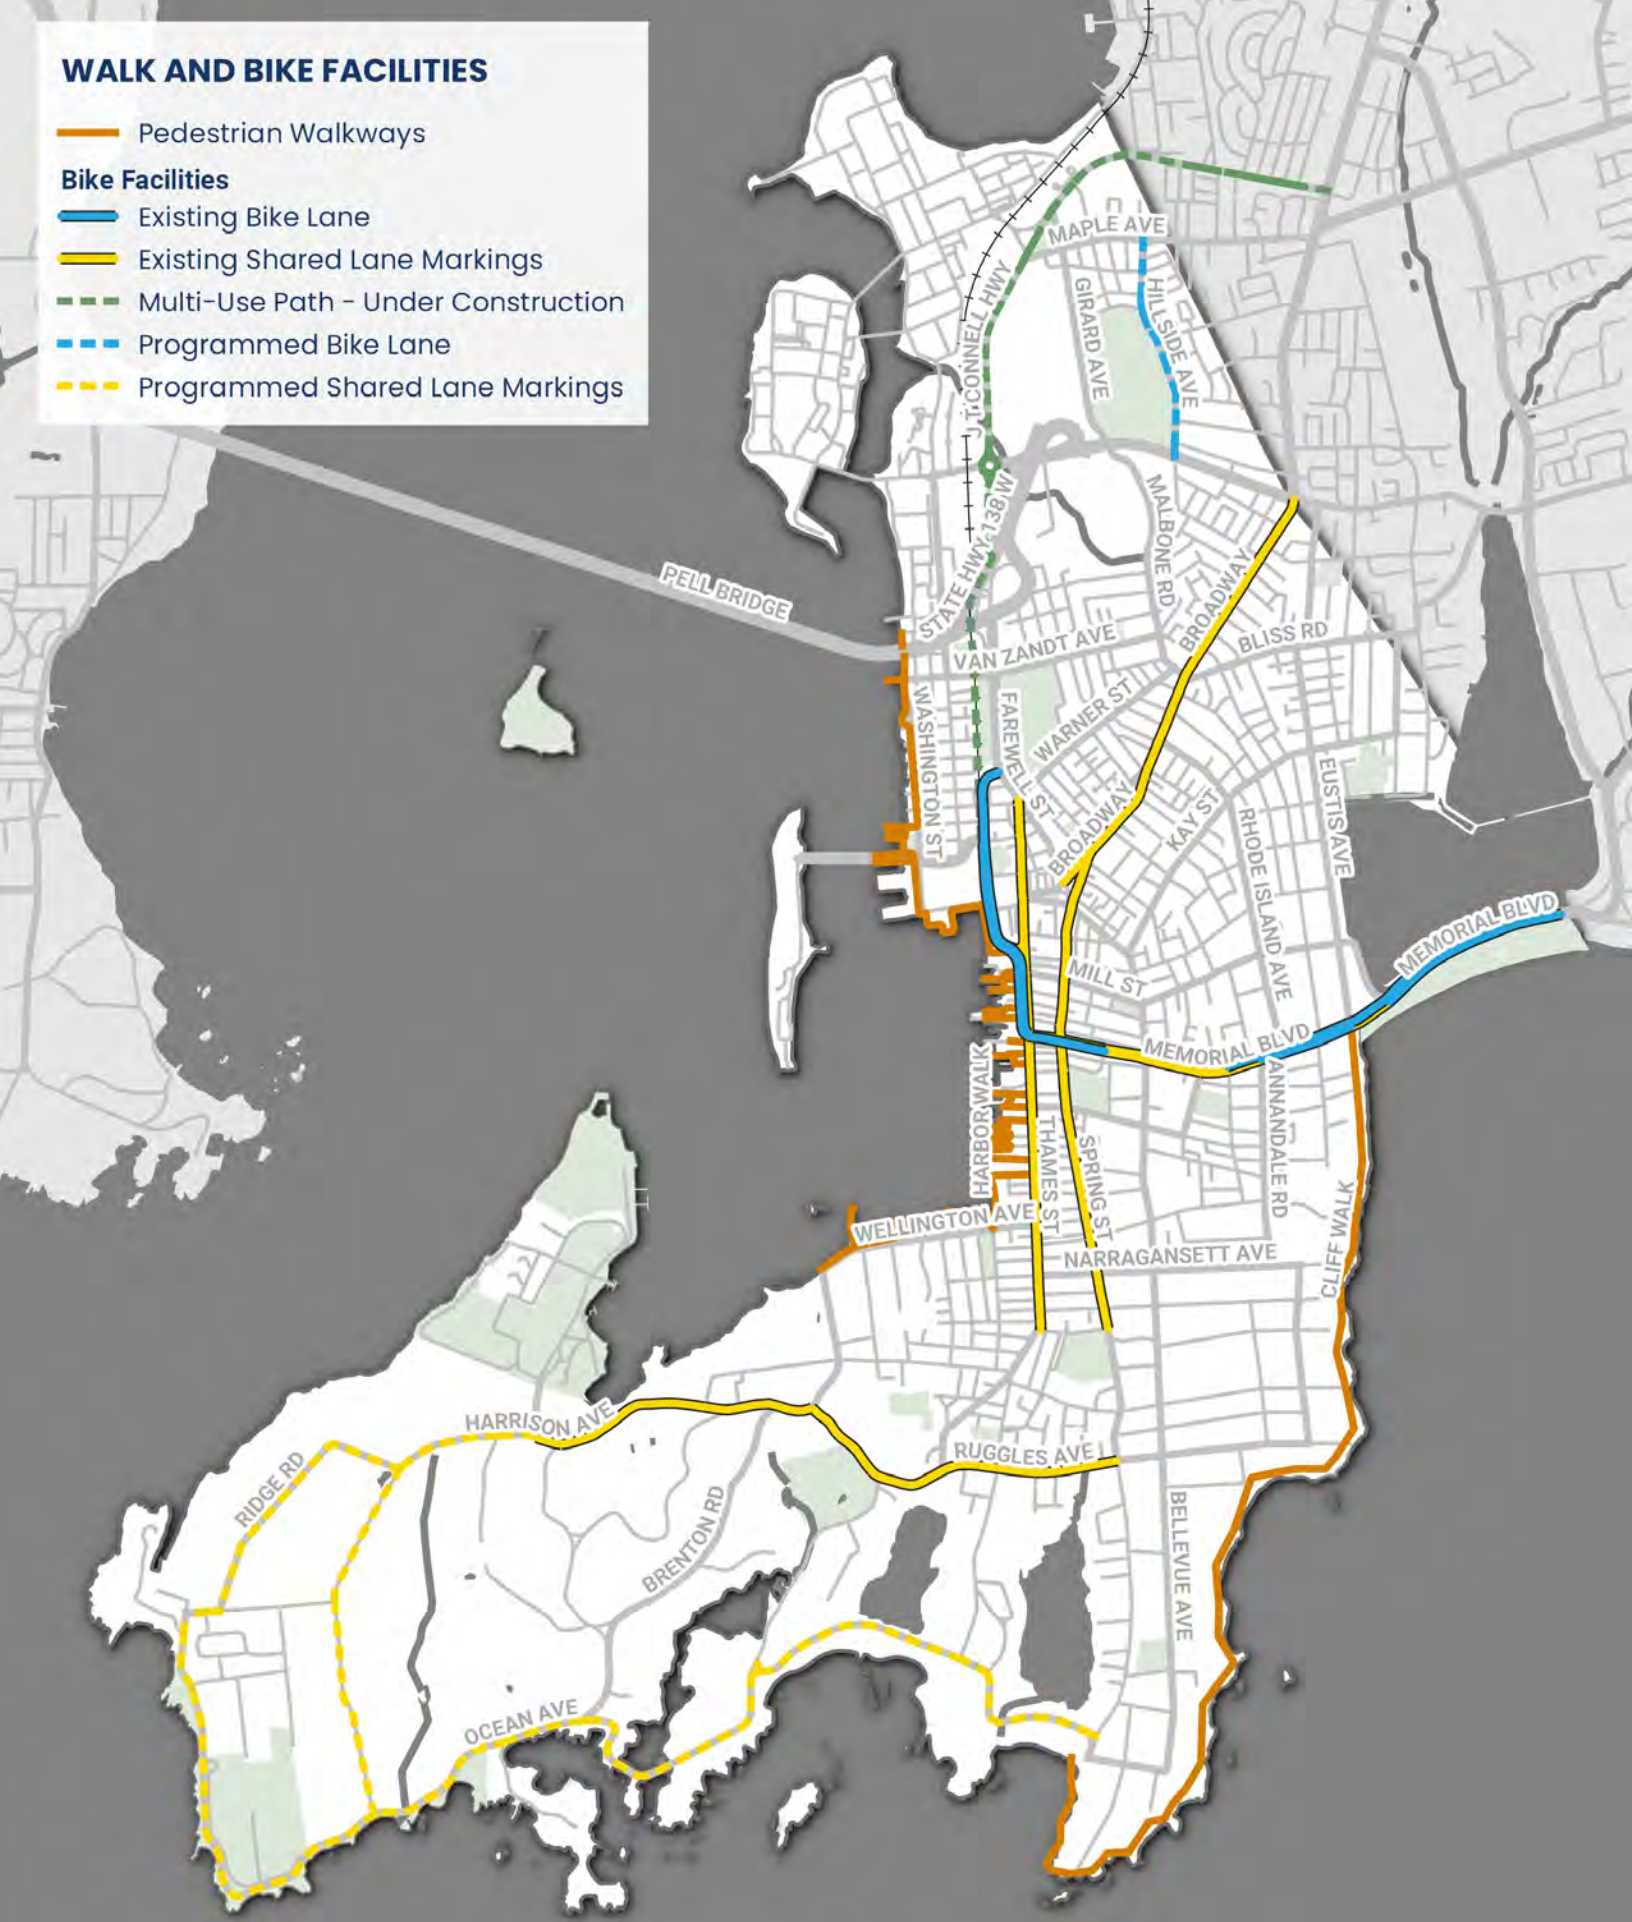 WALK AND BIKE FACILITIES
Pedestrian Walkways
Bike Facilities
Existing Bike Lane
Existing Shared Lane Markings
Multi-Use Path - Under Construction
Programmed Bike Lane
Programmed Shared Lane Markings
MAPLE AVE
J T CONNELL HWY
GIRARD AVE
HILLSIDE AVE
STATE HWY 138 W
MALBONE RD
PELL BRIDGE
BROADWAY
BLISS RD
VAN ZANDT AVE
WASHINGTON ST
FAREWELL ST
WARNER ST
BROADWAY
KAY ST
EUSTIS AVE
RHODE ISLAND AVE
MEMORIAL BLVD
MILL ST
MEMORIAL BLVD
HARBOR WALK
THAMES ST
SPRING ST
ANNANDALE RD
CLIFF WALK
WELLINGTON AVE
NARRAGANSETT AVE
HARRISON AVE
RUGGLES AVE
RIDGE RD
BRENTON RD
BELLEVUE AVE
OCEAN AVE